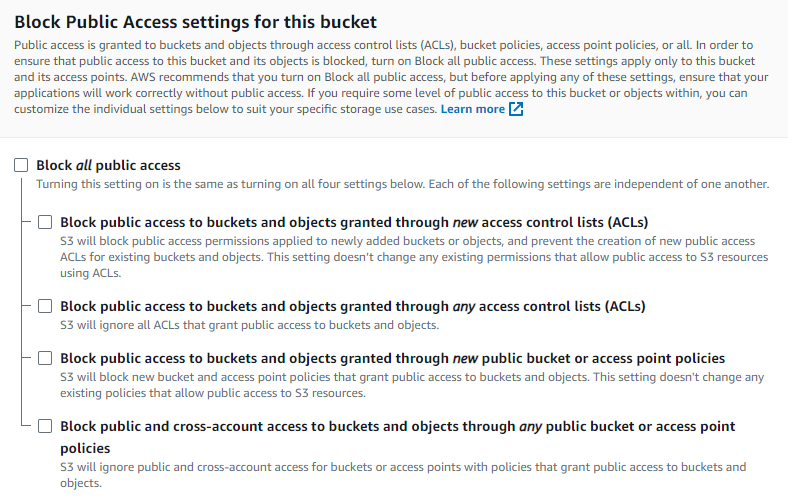 Block Public Access settings for this bucket
Public access is granted to buckets and objects through access control lists (ACLs), bucket policies, access point policies, or all. In order to
ensure that public access to this bucket and its objects is blocked, turn on Block all public access. These settings apply only to this bucket
and its access points. AWS recommends that you turn on Block all public access, but before applying any of these settings, ensure that your
applications will work correctly without public access. If you require some level of public access to this bucket or objects within, you can
customize the individual settings below to suit your specific storage use cases. Learn more
Block all public access
Turning this setting on is the same as turning on all four settings below. Each of the following settings are independent of one another.
Block public access to buckets and objects granted through new access control lists (ACLs)
S3 will block public access permissions applied to newly added buckets or objects, and prevent the creation of new public access
ACLs for existing buckets and objects. This setting doesn't change any existing permissions that allow public access to S3 resources
using ACLs.
Block public access to buckets and objects granted through any access control lists (ACLs)
S3 will ignore all ACLs that grant public access to buckets and objects.
Block public access to buckets and objects granted through new public bucket or access point policies
S3 will block new bucket and access point policies that grant public access to buckets and objects. This setting doesn't change any
existing policies that allow public access to S3 resources.
Block public and cross-account access to buckets and objects through any public bucket or access point
policies
S3 will ignore public and cross-account access for buckets or access points with policies that grant public access to buckets and
objects.